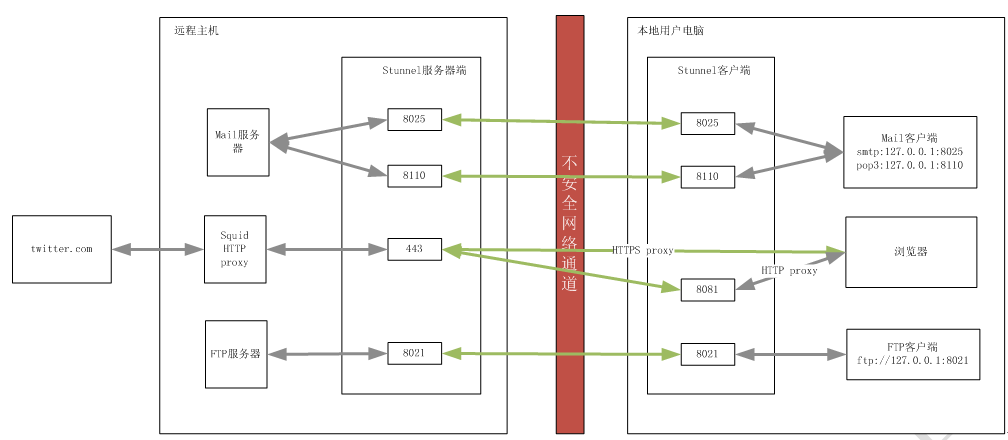 远程主机
本地用户电脑
Stunnel服务器端
Stunnel客户端
Mail服务
器
8025
8110
8025
8110
Mail客户端
smtp:127.0.0.1:8025
pop3:127.0.0.1:8110
不安全网络通道
twitter.com
Squid
HTTP
proxy
443
HTTPS proxy
浏览器
HTTP proxy
8081
FTP服务器
8021
8021
FTP客户端
ftp://127.0.0.1:8021